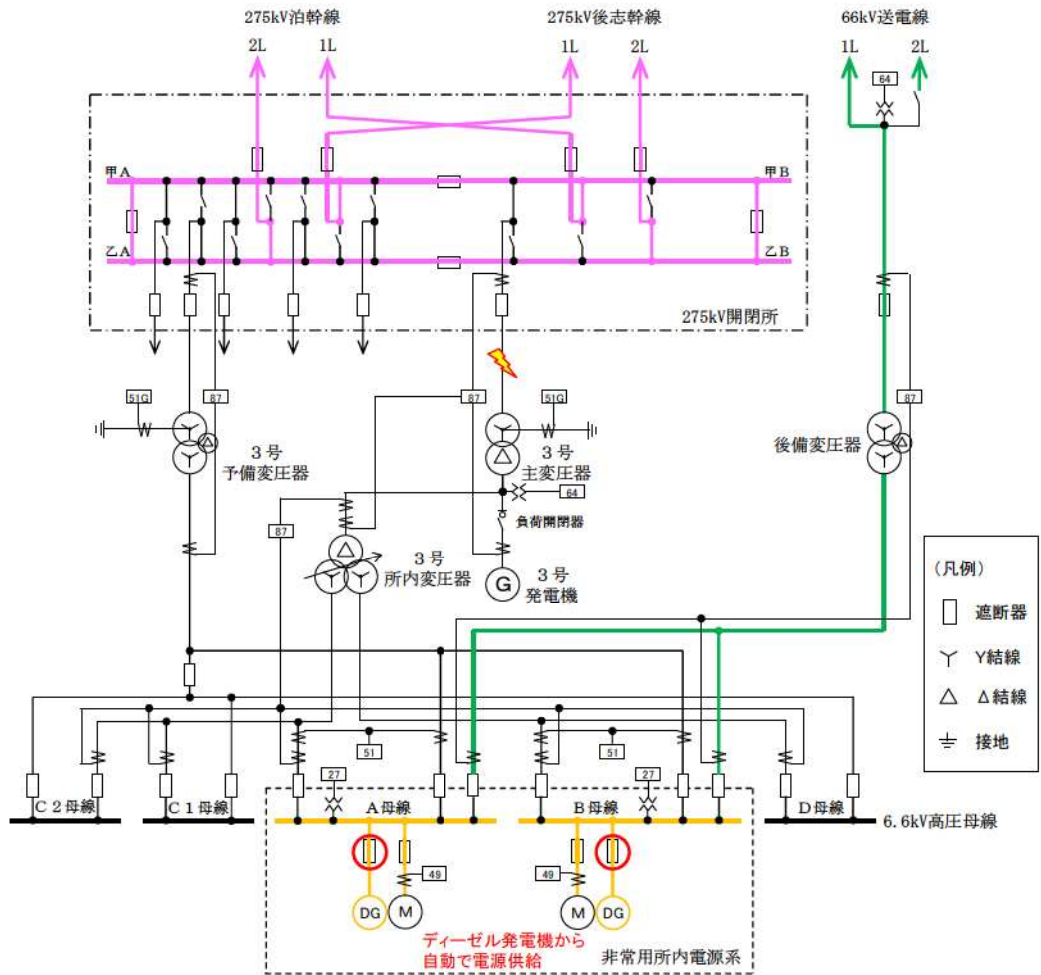 275kV泊幹線
275kV後志幹線
66kV送電線
2L
1L
1L
2L
1L
2L
64
甲A
甲B
乙A
乙B
275kV開閉所
51G
87
51G
87
87
3号
予備変圧器
3号
主変圧器
後備変圧器
64
87
負荷開閉器
3号
所内変圧器
G
3号
発電機
(凡例)
遮断器
Y結線
Δ結線
接地
51
51
27
27
C2母線
C1母線
A母線
B母線
D母線
6.6kV高圧母線
49
49
DG
M
M
DG
ディーゼル発電機から
自動で電源供給
非常用所内電源系